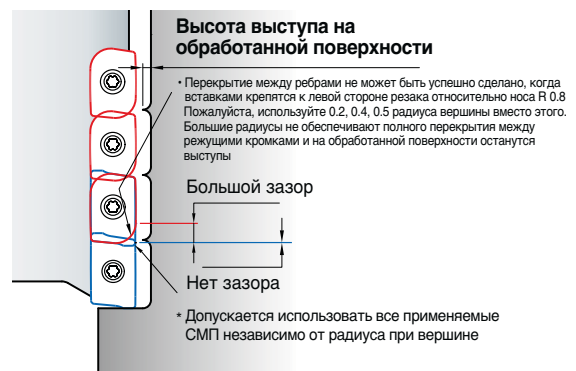 Высота выступа на
обработанной поверхности
• Перекрытие между ребрами не может быть успешно сделано, когда
вставками крепятся к левой стороне резака относительно носа R 0.8
Пожалуйста, используйте 0.2, 0.4, 0.5 радиуса вершины вместо этого.
Большие радиусы не обеспечивают полного перекрытия между
режущими кромками и на обработанной поверхности останутся
выступы
Большой зазор
Нет зазора
* Допускается использовать все применяемые
СМП независимо от радиуса при вершине